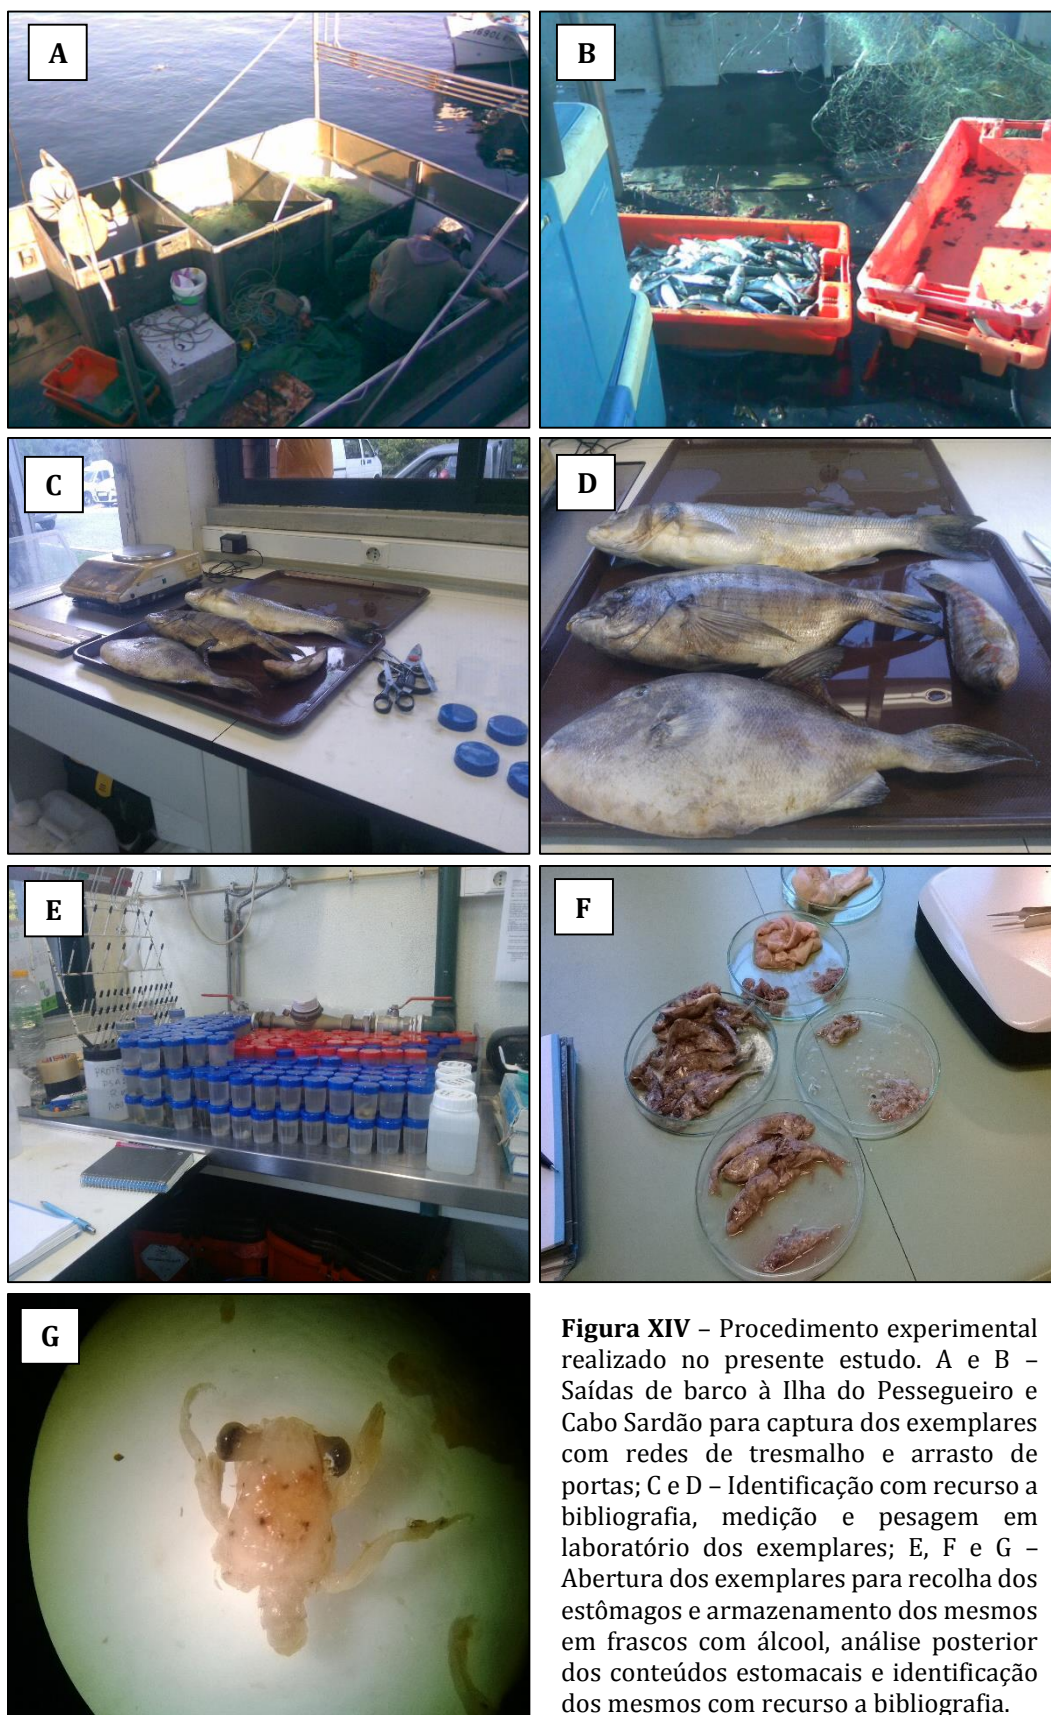 A
B
C
D
E
F
G
Figura XIV – Procedimento experimental
realizado no presente estudo. A e B –
Saídas de barco à Ilha do Pessegueiro e
Cabo Sardão para captura dos exemplares
com redes de tresmalho e arrasto de
portas; C e D – Identificação com recurso a
bibliografia, medição e pesagem em
laboratório dos exemplares; E, F e G –
Abertura dos exemplares para recolha dos
estômagos e armazenamento dos mesmos
em frascos com álcool, análise posterior
dos conteúdos estomacais e identificação
dos mesmos com recurso a bibliografia.